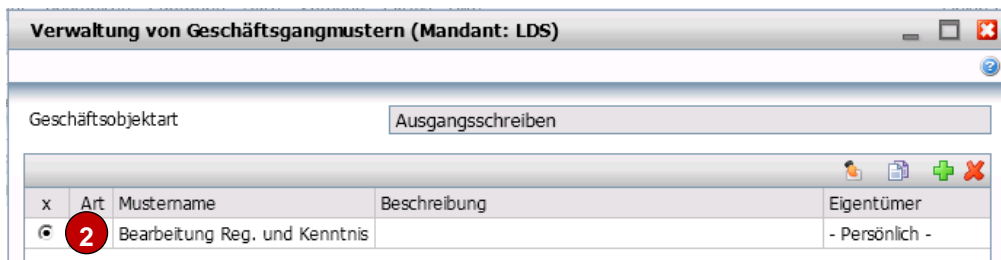 Verwaltung von Geschäftsgangmustern (Mandant: LDS)
Geschäftsobjektart Ausgangsschreiben
x Art Mustername Beschreibung Eigentümer
2 Bearbeitung Reg. und Kenntnis - Persönlich -